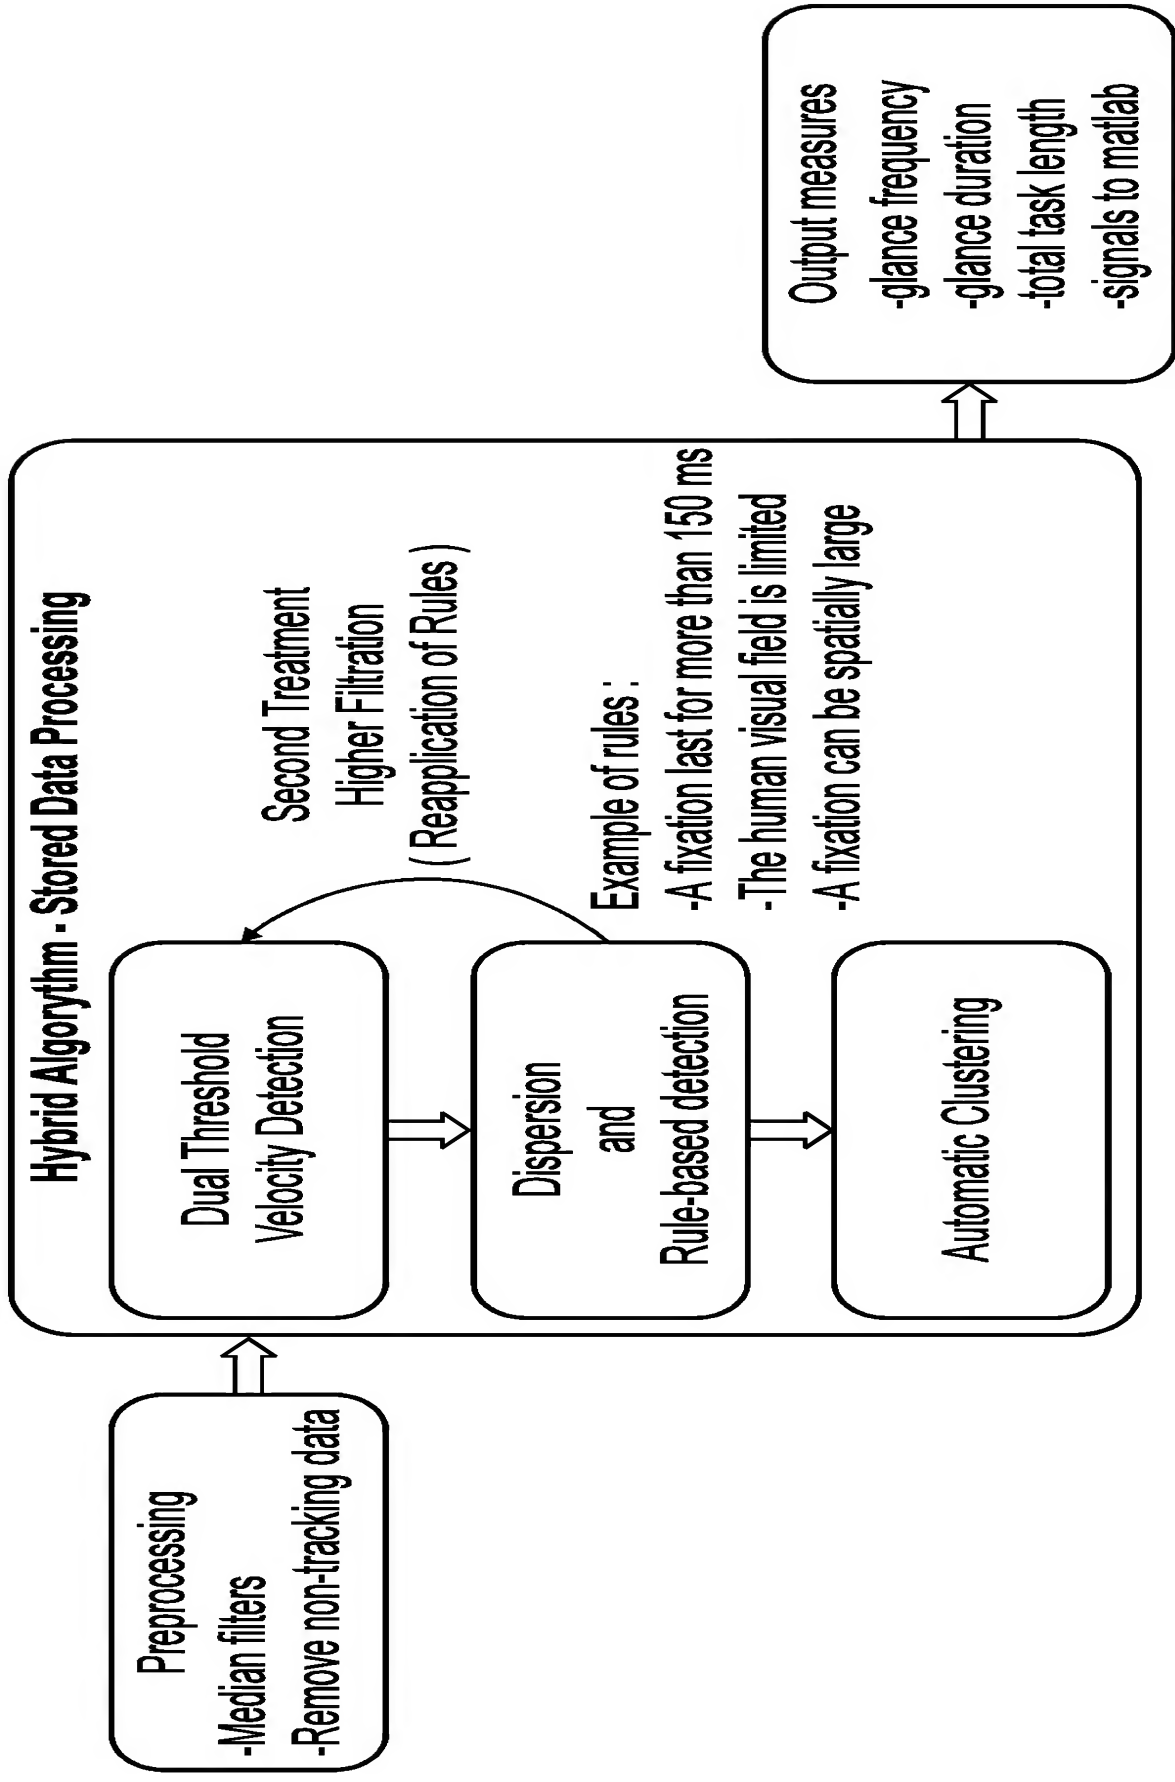 Hybrid Algorythm - Stored Data Processing
Preprocessing
-Median filters
-Remove non-tracking data
Dual Threshold
Velocity Detection
Second Treatment
Higher Filtration
( Reapplication of Rules )
Dispersion
and
Rule-based detection
Example of rules :
-A fixation last for more than 150 ms
-The human visual field is limited
-A fixation can be spatially large
Automatic Clustering
Output measures
-glance frequency
-glance duration
-total task length
-signals to matlab